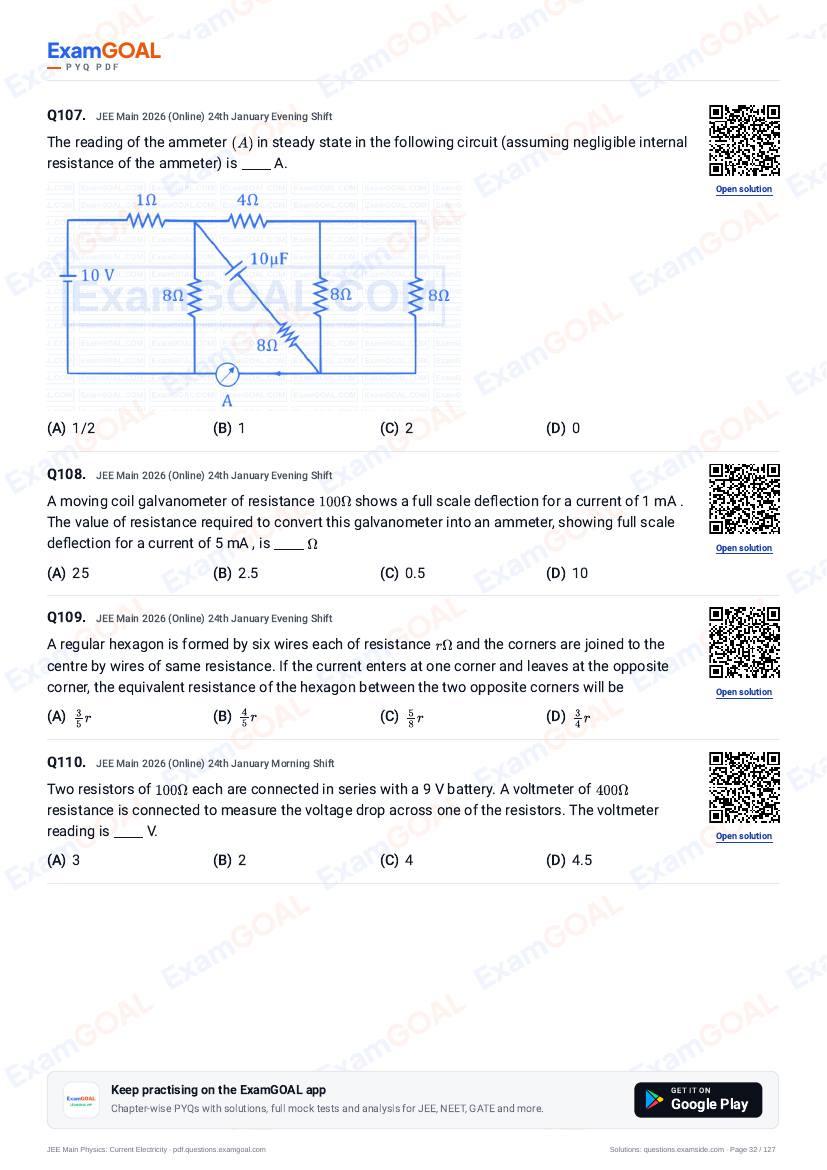 ExamGOAL
PYQ PDF
Q107. JEE Main 2026 (Online) 24th January Evening Shift
The reading of the ammeter (A) in steady state in the following circuit (assuming negligible internal
resistance of the ammeter) is ____ A.
Open solution
1Ω 4Ω
10 V 10μF
8Ω 8Ω 8Ω
8Ω
A
ExamGOAL.COM
(A) 1/2 (B) 1 (C) 2 (D) 0
Q108. JEE Main 2026 (Online) 24th January Evening Shift
A moving coil galvanometer of resistance 100Ω shows a full scale deflection for a current of 1 mA .
The value of resistance required to convert this galvanometer into an ammeter, showing full scale
deflection for a current of 5 mA , is ____ Ω
Open solution
(A) 25 (B) 2.5 (C) 0.5 (D) 10
Q109. JEE Main 2026 (Online) 24th January Evening Shift
A regular hexagon is formed by six wires each of resistance rΩ and the corners are joined to the
centre by wires of same resistance. If the current enters at one corner and leaves at the opposite
corner, the equivalent resistance of the hexagon between the two opposite corners will be
Open solution
(A) 3/5 r (B) 4/5 r (C) 5/8 r (D) 3/4 r
Q110. JEE Main 2026 (Online) 24th January Morning Shift
Two resistors of 100Ω each are connected in series with a 9 V battery. A voltmeter of 400Ω
resistance is connected to measure the voltage drop across one of the resistors. The voltmeter
reading is ____ V.
Open solution
(A) 3 (B) 2 (C) 4 (D) 4.5
Keep practising on the ExamGOAL app
Chapter-wise PYQs with solutions, full mock tests and analysis for JEE, NEET, GATE and more.
GET IT ON
Google Play
JEE Main Physics: Current Electricity · pdf.questions.examgoal.com
Solutions: questions.examside.com · Page 32 / 127